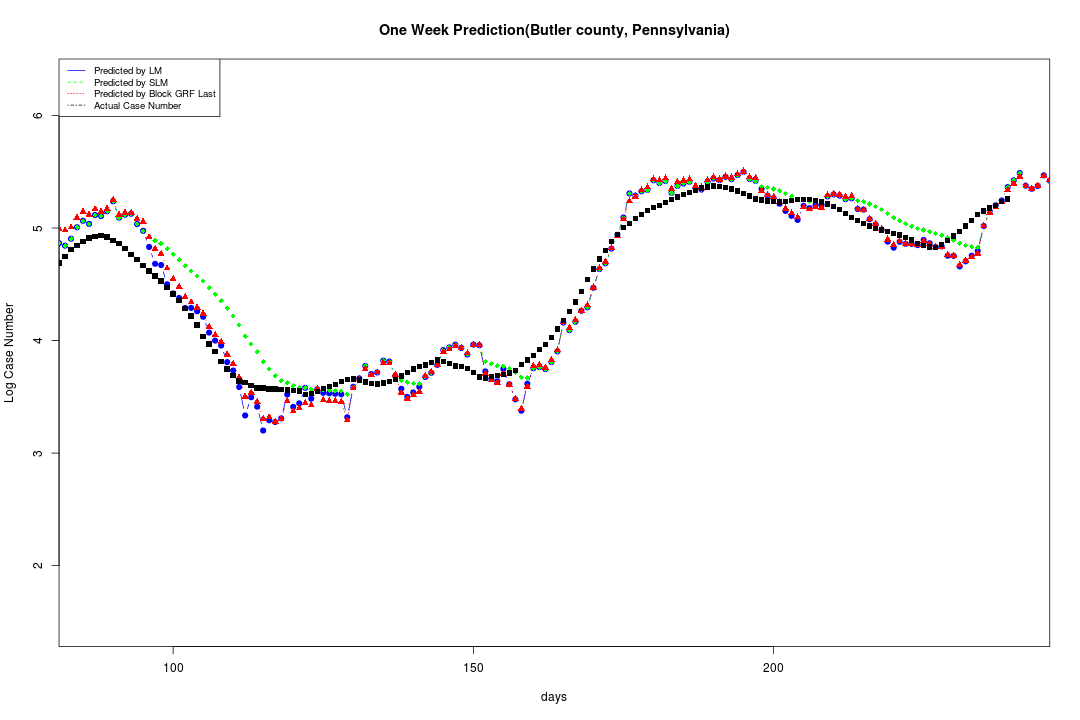 One Week Prediction(Butler county, Pennsylvania)
Predicted by LM
Predicted by SLM
Predicted by Block GRF Last
Actual Case Number
6
5
4
3
2
Log Case Number
100
150
200
days